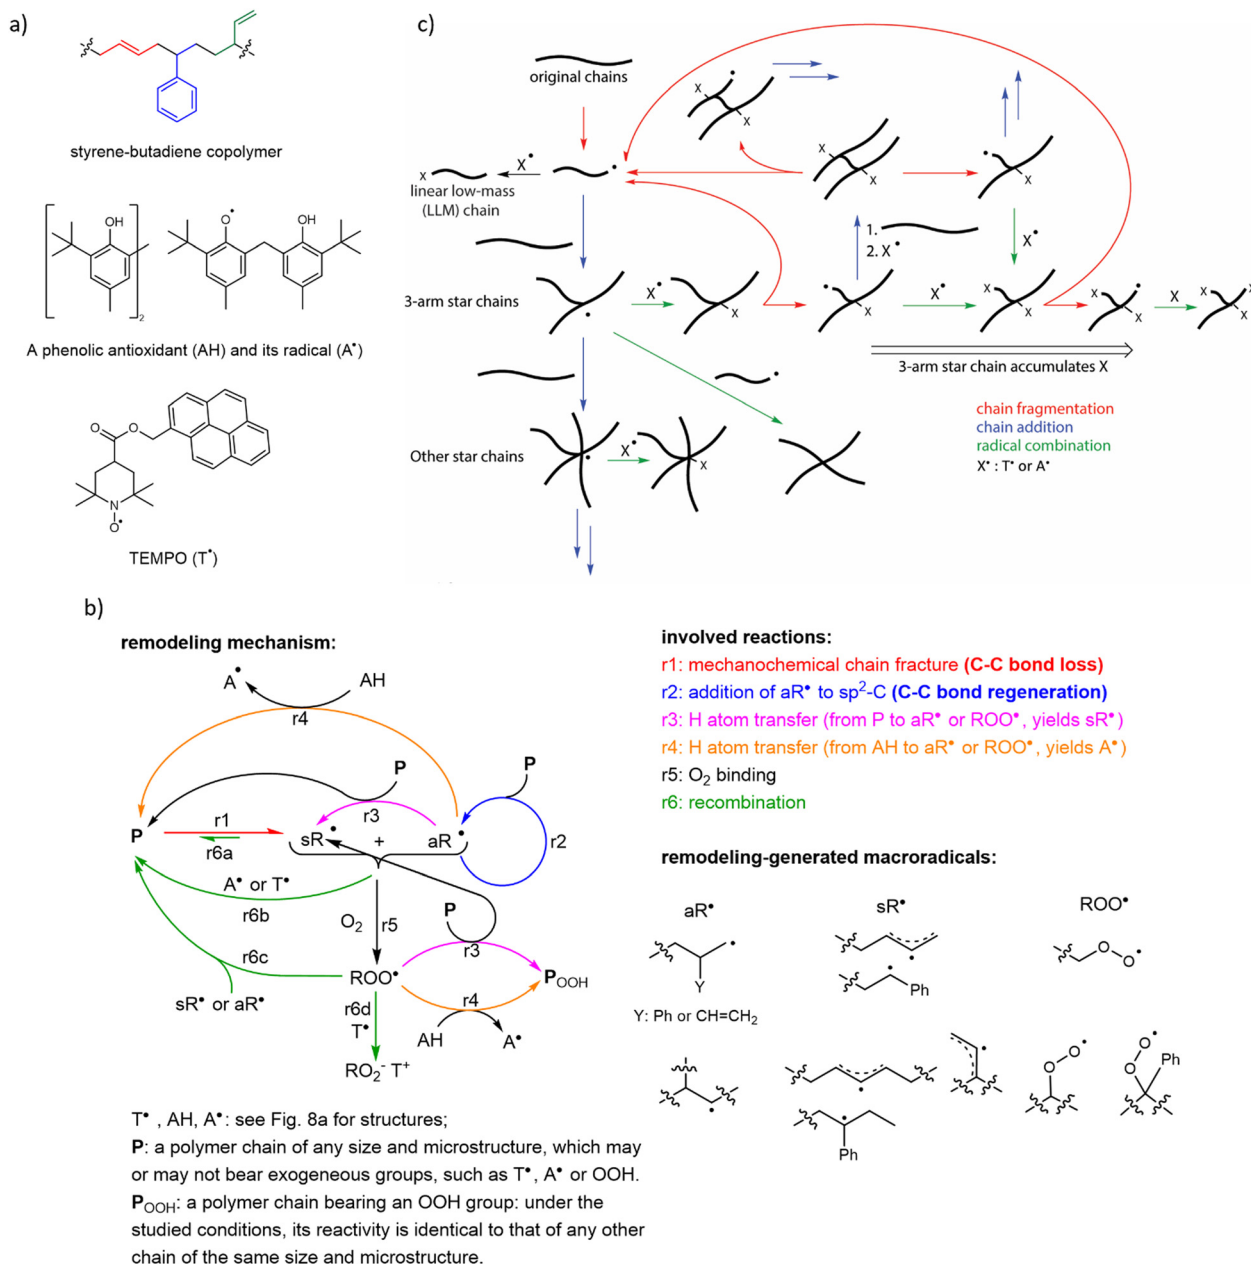 a)
styrene-butadiene copolymer
OH
2
O•
OH
A phenolic antioxidant (AH) and its radical (A•)
O
O
N
O•
TEMPO (T•)
c)
original chains
X
X•
linear low-mass
(LLM) chain
X
X
X
X
X
1.
2. X•
X•
3-arm star chains
X•
X
X
X•
X
X
X
X
X
X
X
X
3-arm star chain accumulates X
Other star chains
X•
X
chain fragmentation
chain addition
radical combination
X• : T• or A•
b)
remodeling mechanism:
A•
AH
r4
P
P
r3
P
r1
sR•
+
aR•
r2
r6a
A• or T•
r6b
O2
r5
P
r3
r6c
ROO•
POOH
sR• or aR•
r6d
T•
r4
AH
A•
RO2- T+
T• , AH, A•: see Fig. 8a for structures;
P: a polymer chain of any size and microstructure, which may
or may not bear exogeneous groups, such as T•, A• or OOH.
POOH: a polymer chain bearing an OOH group: under the
studied conditions, its reactivity is identical to that of any other
chain of the same size and microstructure.
involved reactions:
r1: mechanochemical chain fracture (C-C bond loss)
r2: addition of aR• to sp2-C (C-C bond regeneration)
r3: H atom transfer (from P to aR• or ROO•, yields sR•)
r4: H atom transfer (from AH to aR• or ROO•, yields A•)
r5: O2 binding
r6: recombination
remodeling-generated macroradicals:
aR•
sR•
ROO•
Y
Ph
O
O•
Y: Ph or CH=CH2
O
O•
O
O•
Ph
Ph